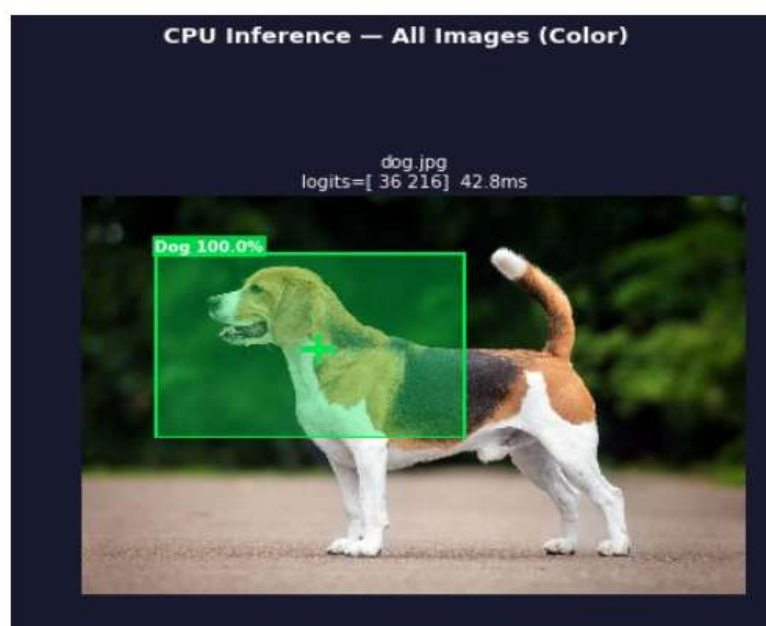 CPU Inference — All Images (Color)
dog.jpg
logits=[ 36 216]  42.8ms
Dog 100.0%